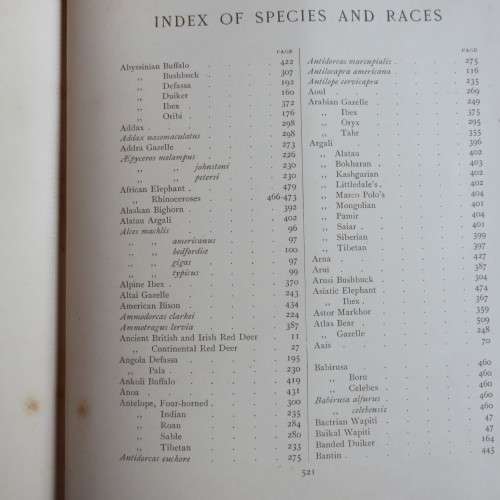 INDEX OF SPECIES AND RACES
PAGE
Abyssinian Buffalo 422
,, Bushbuck 307
,, Defassa 192
,, Duiker 160
,, Ibex 372
,, Oribi 176
Addax 298
Addax nasomaculatus 298
Addra Gazelle 273
Æpyceros melampus 226
,, ,, johnstoni 230
,, ,, petersi 230
African Elephant 479
,, Rhinoceroses 466-473
Alaskan Bighorn 392
Alatau Argali 402
Alces machlis 96
,, ,, americanus 97
,, ,, bedfordiæ 100
,, ,, gigas 97
,, ,, typicus 99
Alpine Ibex 370
Altai Gazelle 243
American Bison 434
Ammodorcas clarkei 224
Ammotragus lervia 387
Ancient British and Irish Red Deer 11
,, Continental Red Deer 27
Angola Defassa 195
,, Pala 230
Ankoli Buffalo 419
Anoa 431
Antelope, Four-horned 300
,, Indian 235
,, Roan 284
,, Sable 280
,, Tibetan 235
Antidorcas euchore 275
PAGE
Antidorcas marsupialis 275
Antilocapra americana 116
Antilope cervicapra 235
Aoul 269
Arabian Gazelle 249
,, Ibex 375
,, Oryx 295
,, Tahr 355
Argali 396
,, Alatau 402
,, Bokharan 403
,, Kashgarian 402
,, Littledale's 402
,, Marco Polo's 404
,, Mongolian 401
,, Pamir 404
,, Saiar 401
,, Siberian 399
,, Tibetan 397
Arna 427
Arui 387
Arusi Bushbuck 304
Asiatic Elephant 474
,, Ibex 367
Astor Markhor 359
Atlas Bear 509
,, Gazelle 248
Axis 70
Babirusa 460
,, Boru 460
,, Celebes 460
Babirusa alfurus 460
,, celebensis 460
Bactrian Wapiti 47
Baikal Wapiti 47
Banded Duiker 164
Bantin 445
521